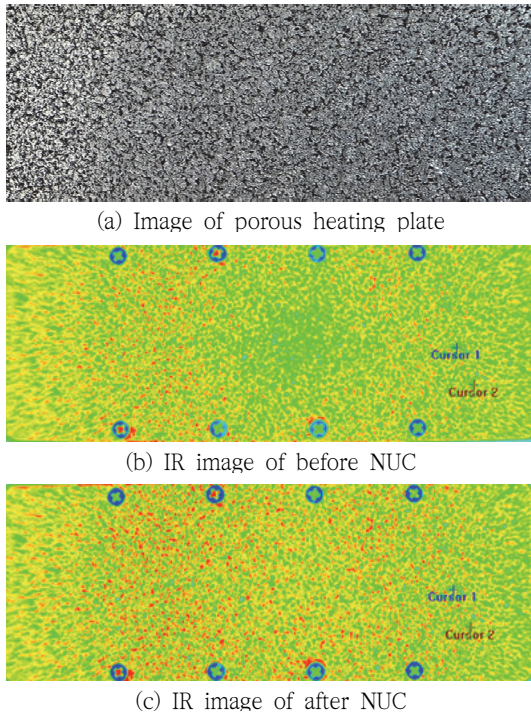 (a) Image of porous heating plate
Cursor 1
Cursor 2
(b) IR image of before NUC
Cursor 1
Cursor 2
(c) IR image of after NUC